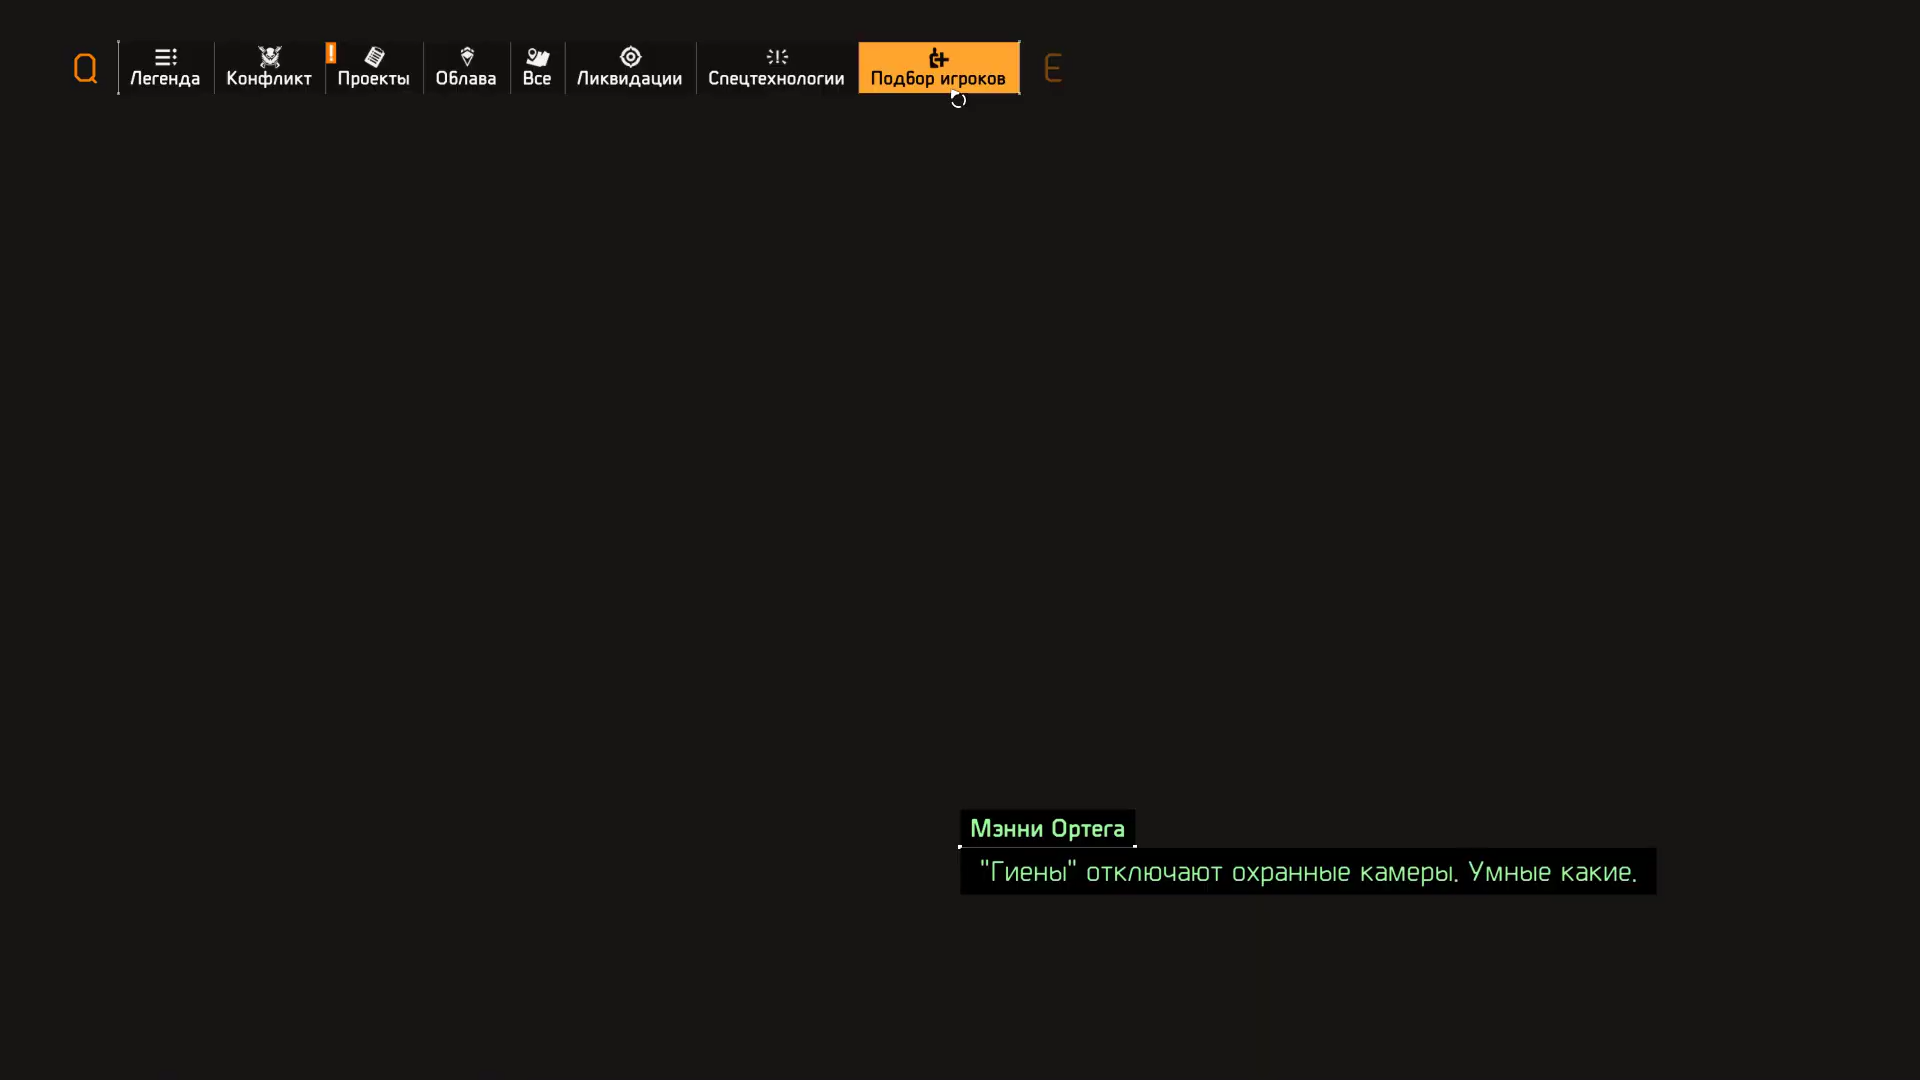 Q
Легенда
Конфликт
!
Проекты
Облава
Все
Ликвидации
Спецтехнологии
Подбор игроков
E
Мэнни Ортега
"Гиены" отключают охранные камеры. Умные какие.